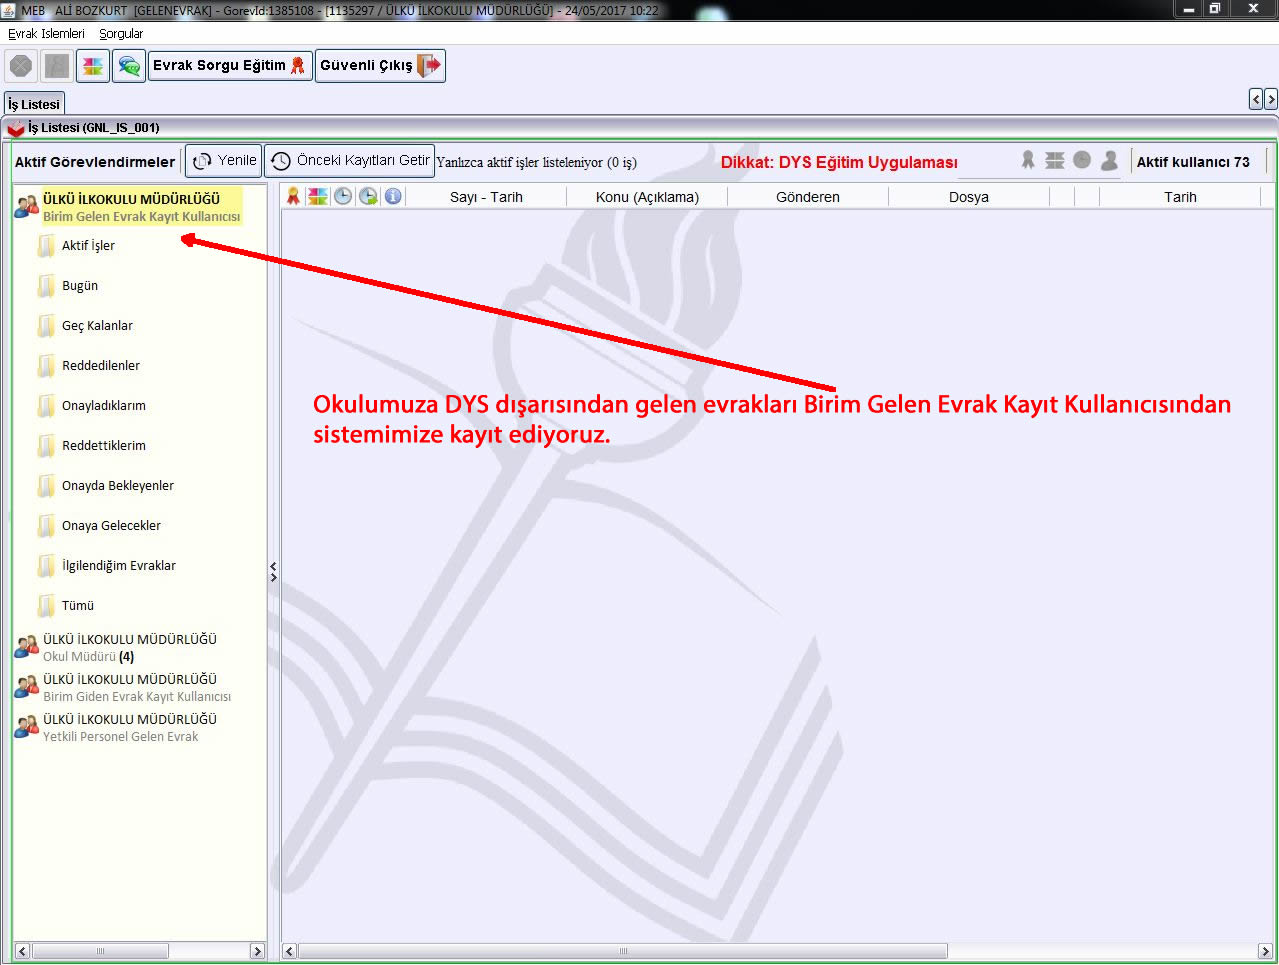 MEB ALİ BOZKURT [GELENEVRAK] - GorevId:1385108 - [1135297 / ÜLKÜ İLKOKULU MÜDÜRLÜĞÜ] - 24/05/2017 10:22
Evrak Islemleri Sorgular
Evrak Sorgu Eğitim Güvenli Çıkış
İş Listesi
İş Listesi (GNL_IS_001)
Aktif Görevlendirmeler Yenile Önceki Kayıtları Getir Yanlızca aktif işler listeleniyor (0 iş) Dikkat: DYS Eğitim Uygulaması Aktif kullanıcı 73
Sayı - Tarih Konu (Açıklama) Gönderen Dosya Tarih
ÜLKÜ İLKOKULU MÜDÜRLÜĞÜ
Birim Gelen Evrak Kayıt Kullanıcısı
Aktif İşler
Bugün
Geç Kalanlar
Reddedilenler
Onayladıklarım
Reddettiklerim
Onayda Bekleyenler
Onaya Gelecekler
İlgilendiğim Evraklar
Tümü
ÜLKÜ İLKOKULU MÜDÜRLÜĞÜ
Okul Müdürü (4)
ÜLKÜ İLKOKULU MÜDÜRLÜĞÜ
Birim Giden Evrak Kayıt Kullanıcısı
ÜLKÜ İLKOKULU MÜDÜRLÜĞÜ
Yetkili Personel Gelen Evrak
Okulumuza DYS dışarısından gelen evrakları Birim Gelen Evrak Kayıt Kullanıcısından
sistemimize kayıt ediyoruz.